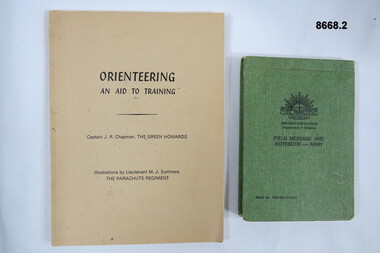 8668.2
ORIENTEERING
AN AID TO TRAINING
Captain J. R. Chapman, THE GREEN HOWARDS
Illustrations by Lieutenant M. J. Summers,
THE PARACHUTE REGIMENT
FIELD MESSAGE AND
NOTEBOOK — ARMY